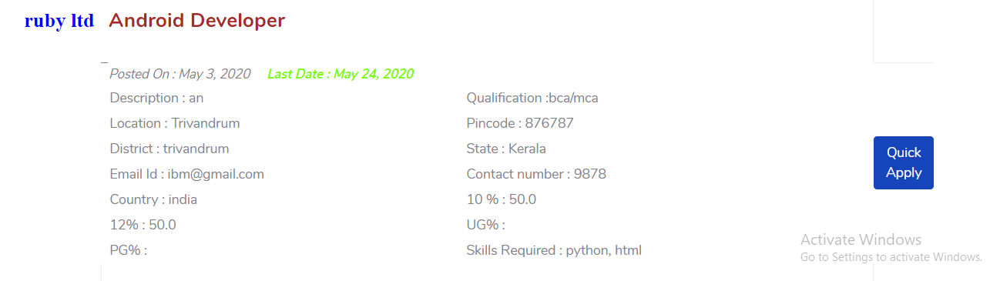 ruby ltd Android Developer
Posted On : May 3, 2020 Last Date : May 24, 2020
Description : an Qualification :bca/mca
Location : Trivandrum Pincode : 876787
District : trivandrum State : Kerala
Quick
Apply
Email Id : ibm@gmail.com Contact number : 9878
Country : india 10 % : 50.0
12% : 50.0 UG% :
PG% : Skills Required : python, html
Activate Windows
Go to Settings to activate Windows.